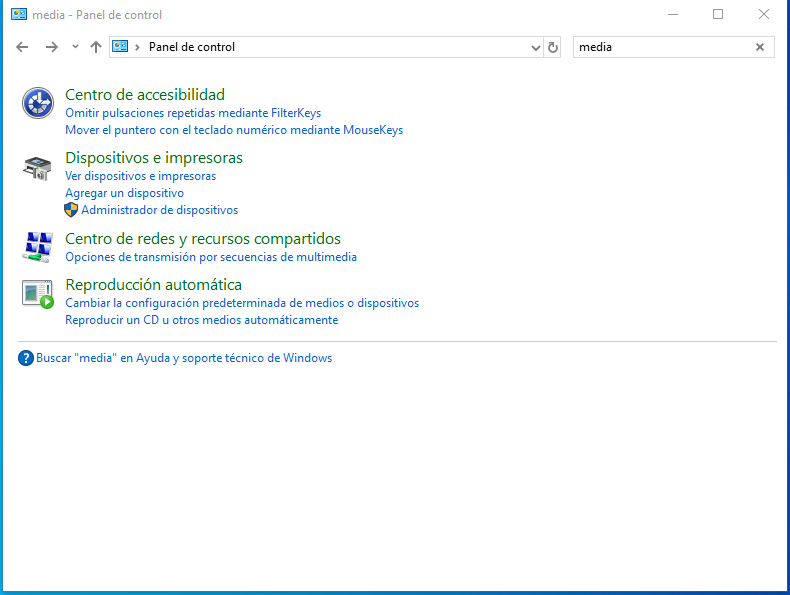 media - Panel de control
Panel de control
media
Centro de accesibilidad
Omitir pulsaciones repetidas mediante FilterKeys
Mover el puntero con el teclado numérico mediante MouseKeys
Dispositivos e impresoras
Ver dispositivos e impresoras
Agregar un dispositivo
Administrador de dispositivos
Centro de redes y recursos compartidos
Opciones de transmisión por secuencias de multimedia
Reproducción automática
Cambiar la configuración predeterminada de medios o dispositivos
Reproducir un CD u otros medios automáticamente
Buscar "media" en Ayuda y soporte técnico de Windows